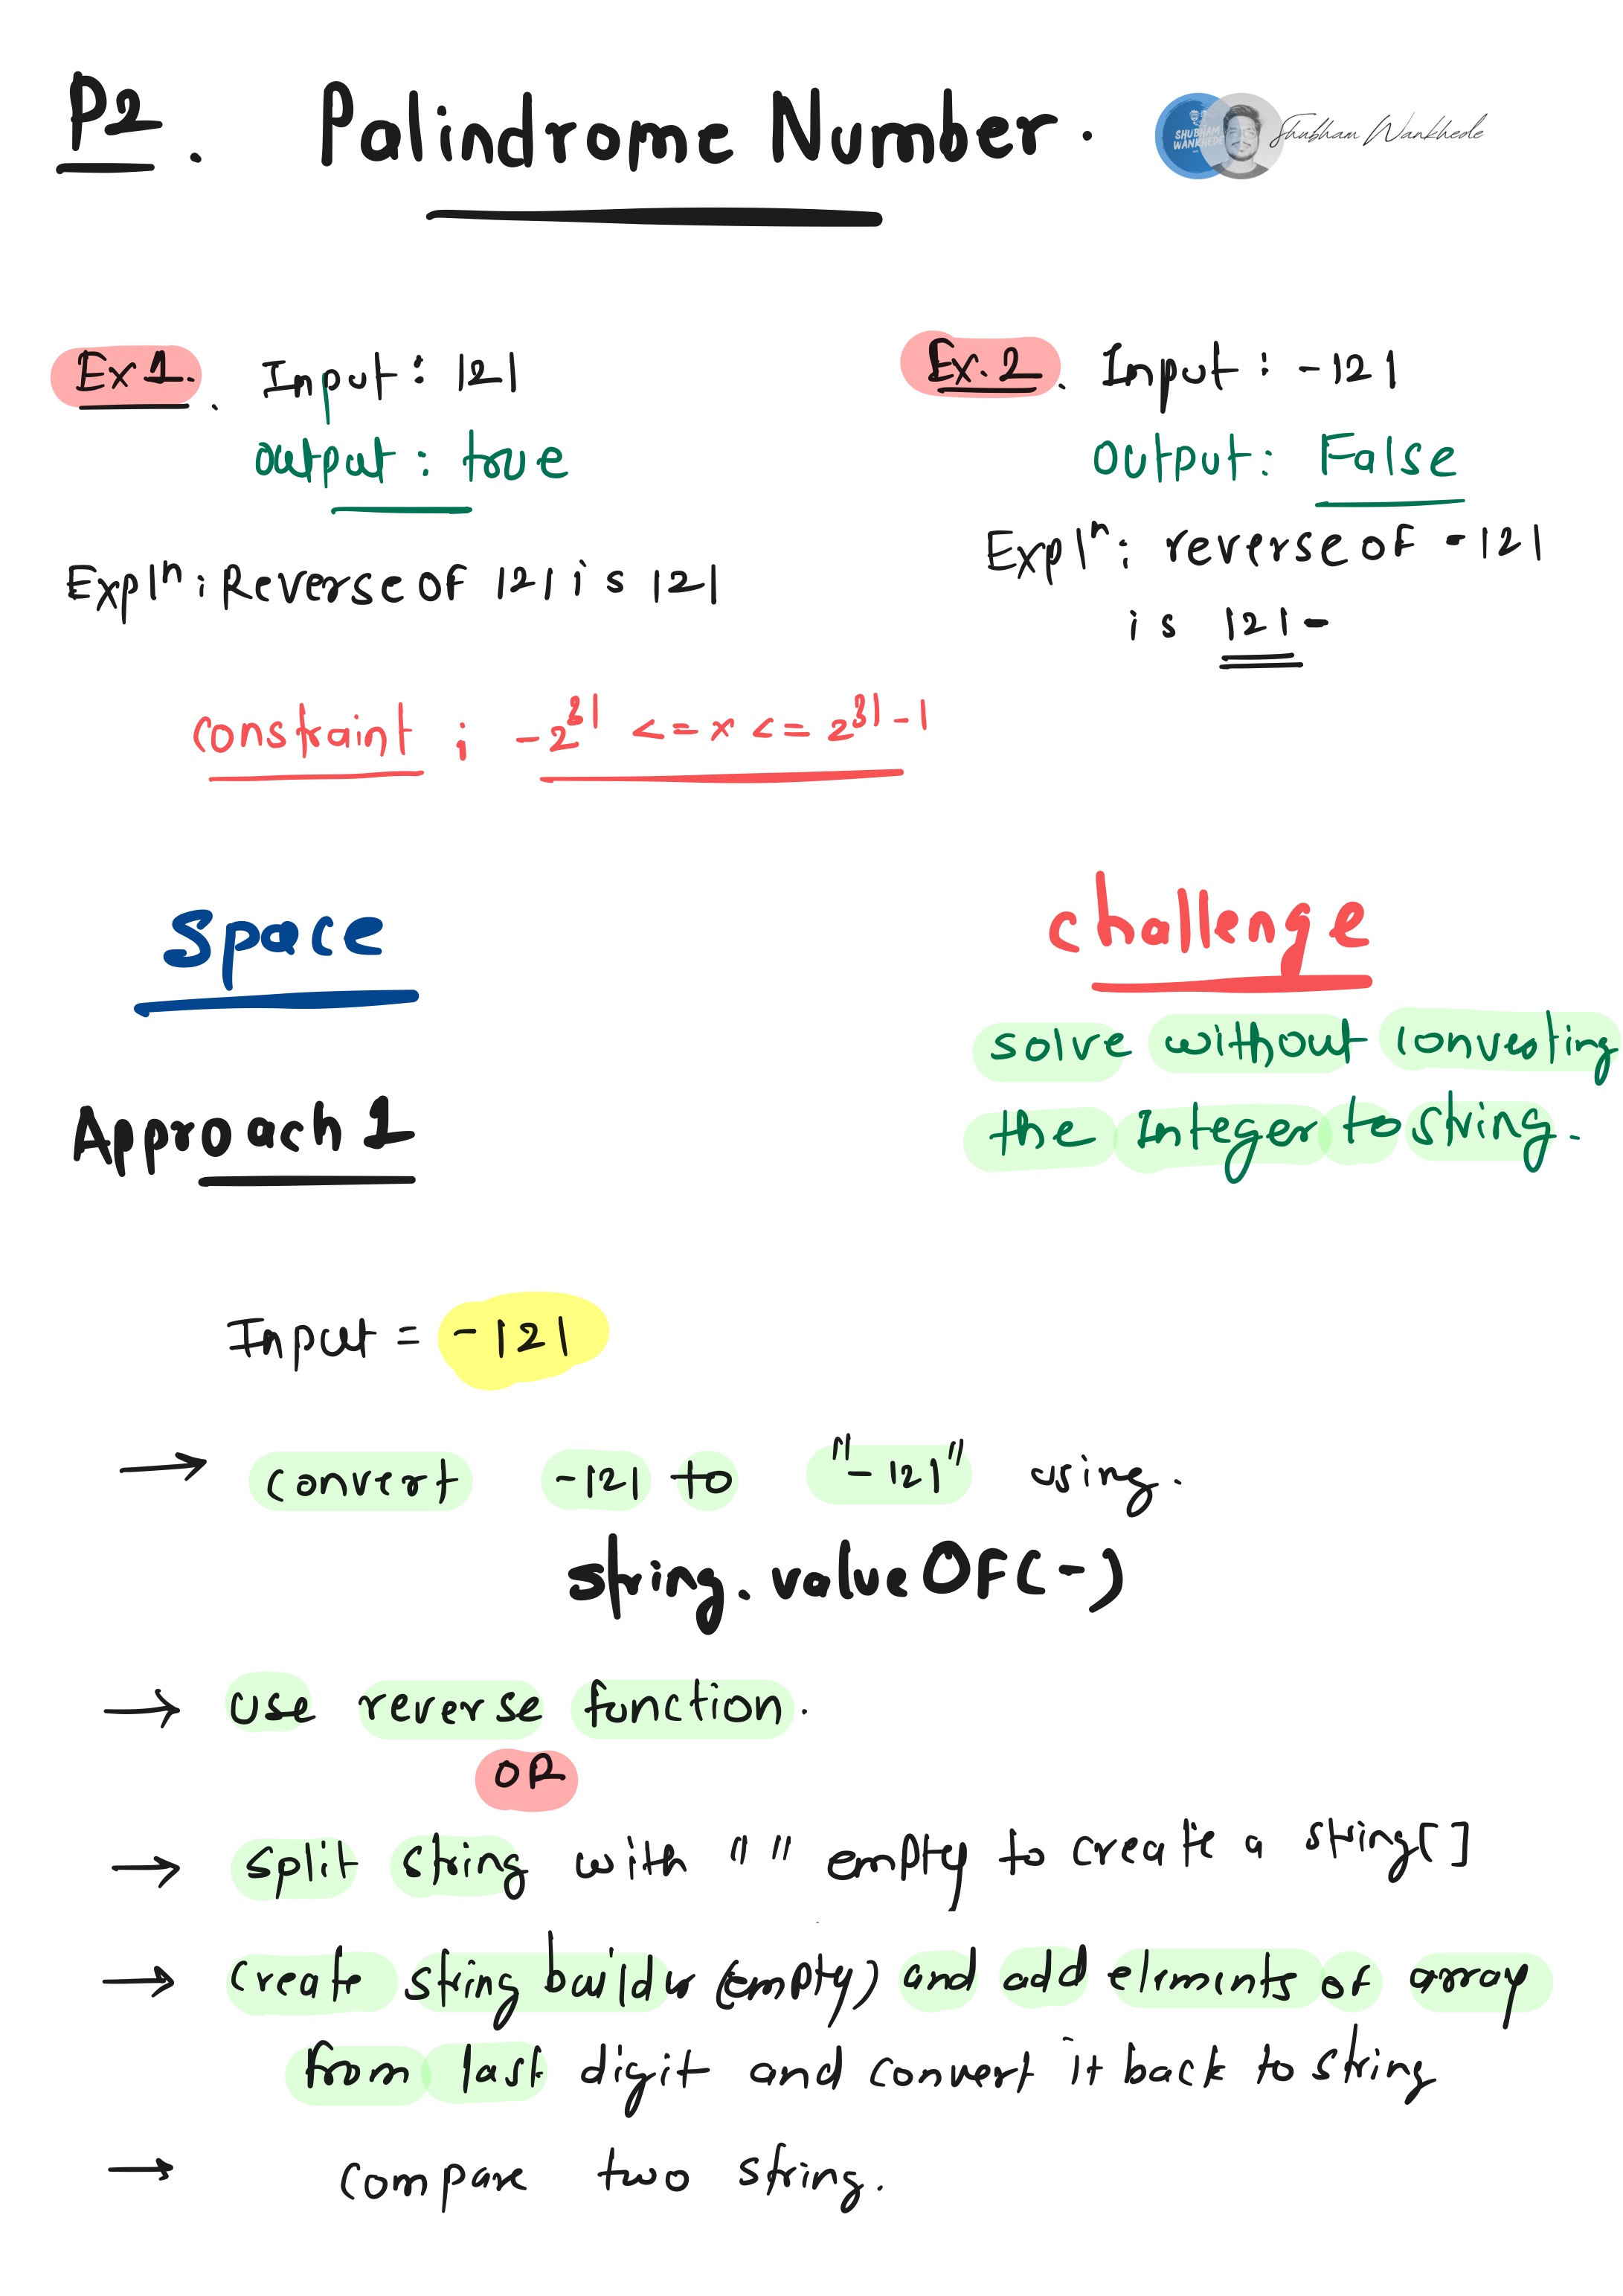 P2. Palindrome Number.
SHUBHAM WANKHEDE
Shubham Wankhede
Ex 1. Input : 121
output : true
Expl^n : Reverse of 121 is 121
Ex. 2. Input : -121
output : False
Expl^n : reverse of -121
is 121-
constraint ; -2^31 <= x <= 2^31 - 1
space
challenge
solve without converting
the Integer to string.
Approach 1
Input = -121
→ convert -121 to "-121" using.
string.valueOf(-)
→ use reverse function.
OR
→ split string with "" empty to create a string[]
→ create string builder (empty) and add elements of array
from last digit and convert it back to string
→ compare two string.